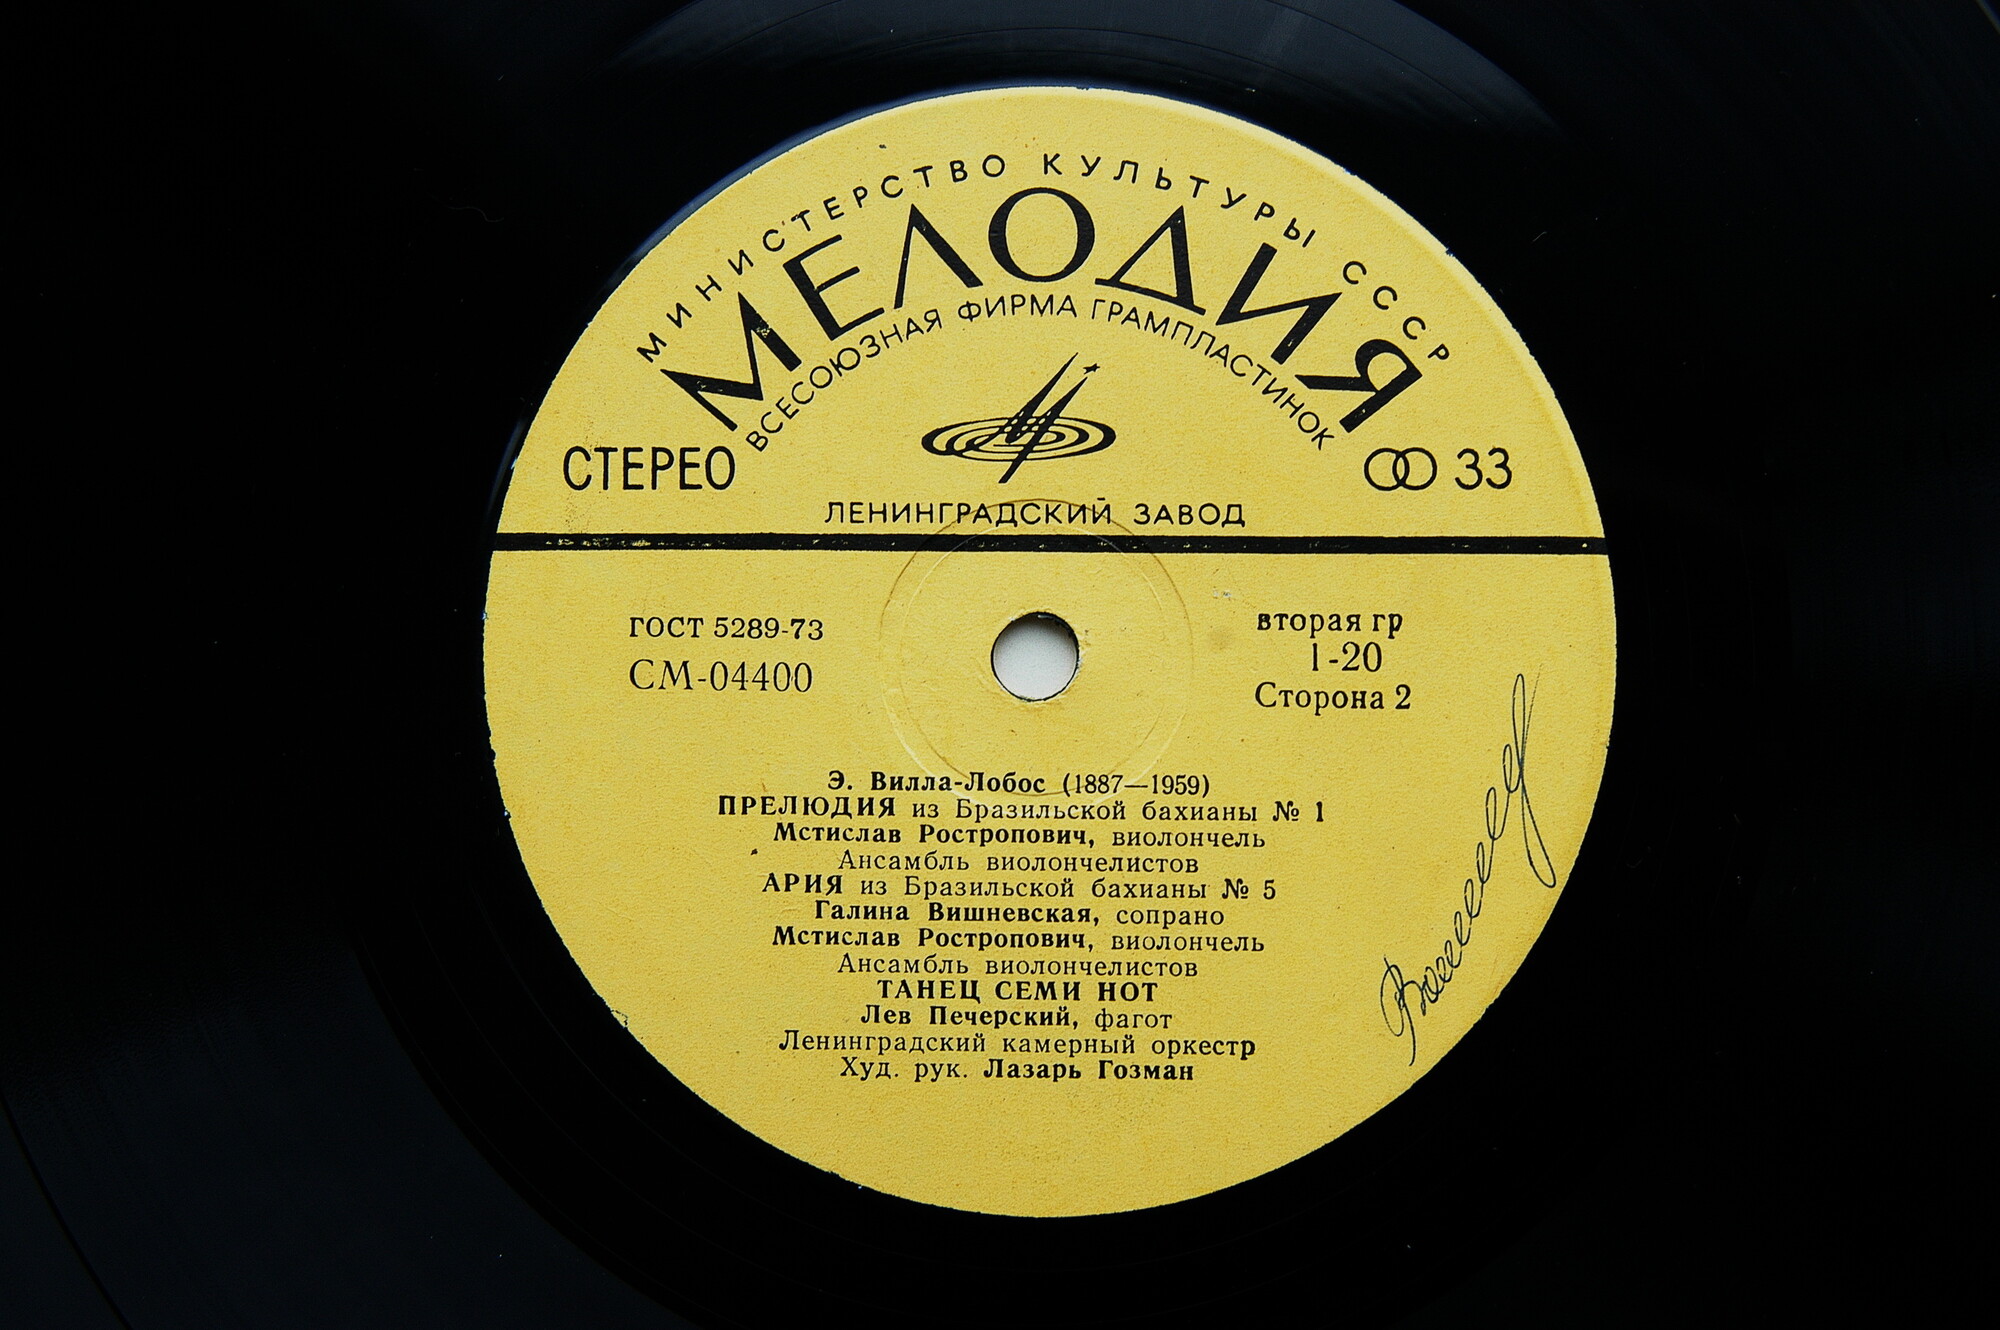 МИНИСТЕРСТВО КУЛЬТУРЫ СССР
МЕЛОДИЯ
ВСЕСОЮЗНАЯ ФИРМА ГРАМПЛАСТИНОК
СТЕРЕО
33
ЛЕНИНГРАДСКИЙ ЗАВОД
ГОСТ 5289-73
СМ-04400
вторая гр
1-20
Сторона 2
Э. Вилла-Лобос (1887—1959)
ПРЕЛЮДИЯ из Бразильской бахианы № 1
Мстислав Ростропович, виолончель
Ансамбль виолончелистов
АРИЯ из Бразильской бахианы № 5
Галина Вишневская, сопрано
Мстислав Ростропович, виолончель
Ансамбль виолончелистов
ТАНЕЦ СЕМИ НОТ
Лев Печерский, фагот
Ленинградский камерный оркестр
Худ. рук. Лазарь Гозман